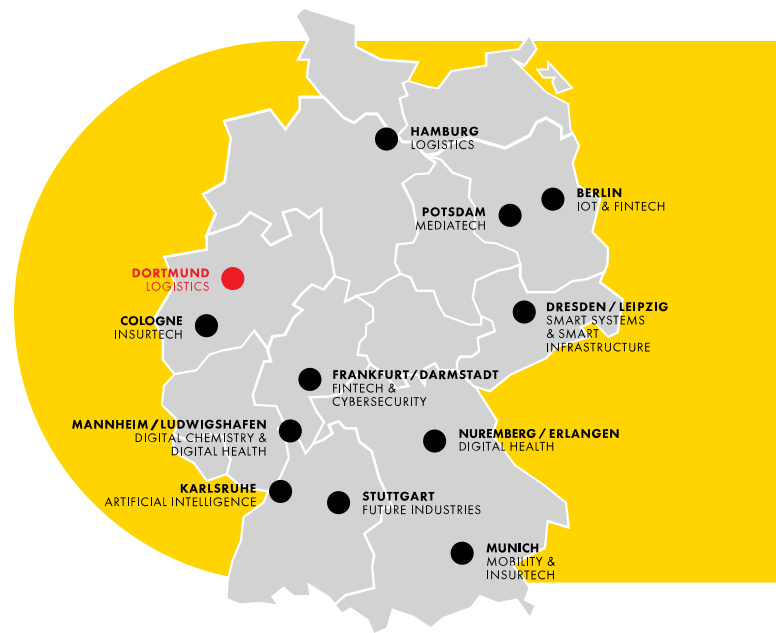 HAMBURG
LOGISTICS
BERLIN
IOT & FINTECH
POTSDAM
MEDIATECH
DORTMUND
LOGISTICS
DRESDEN / LEIPZIG
SMART SYSTEMS
& SMART
INFRASTRUCTURE
COLOGNE
INSURTECH
FRANKFURT/DARMSTADT
FINTECH &
CYBERSECURITY
MANNHEIM/LUDWIGSHAFEN
DIGITAL CHEMISTRY &
DIGITAL HEALTH
NUREMBERG / ERLANGEN
DIGITAL HEALTH
KARLSRUHE
ARTIFICIAL INTELLIGENCE
STUTTGART
FUTURE INDUSTRIES
MUNICH
MOBILITY &
INSURTECH